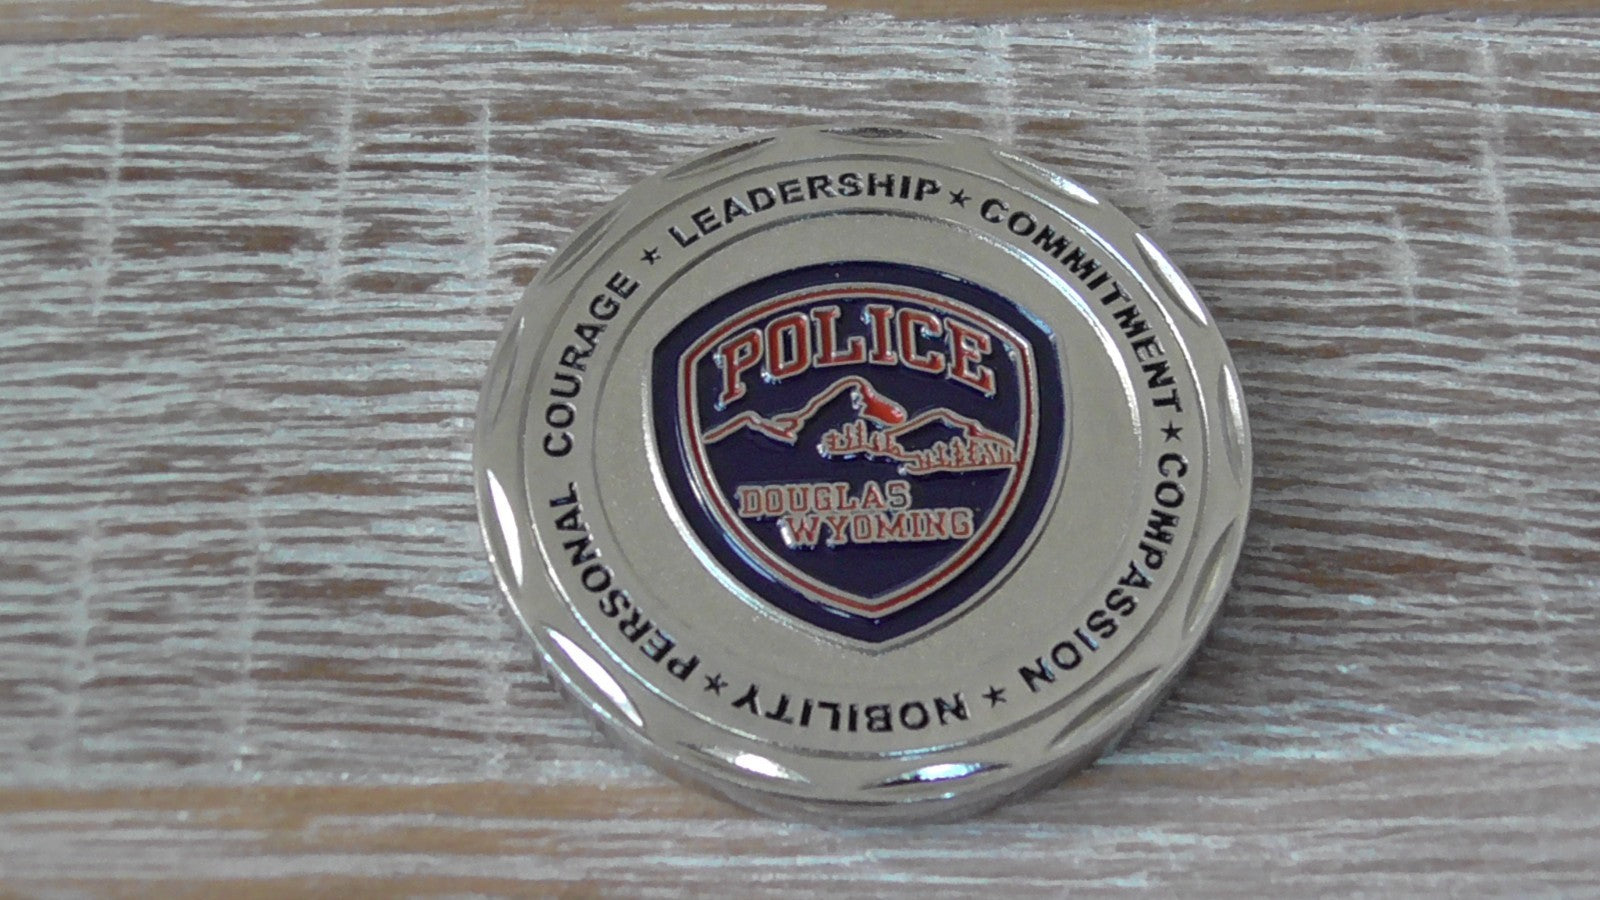 LEADERSHIP ★ COMMITMENT ★ COMPASSION ★ NOBILITY ★ PERSONAL COURAGE ★
POLICE
DOUGLAS
WYOMING